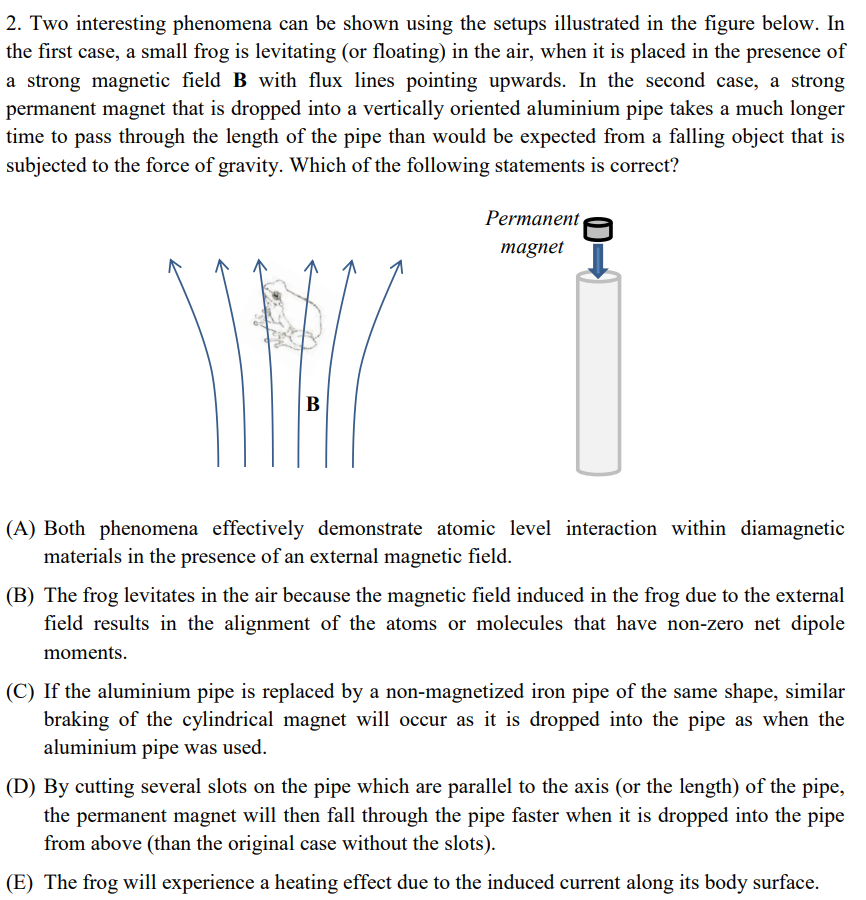 2. Two interesting phenomena can be shown using the setups illustrated in the figure below. In
the first case, a small frog is levitating (or floating) in the air, when it is placed in the presence of
a strong magnetic field B with flux lines pointing upwards. In the second case, a strong
permanent magnet that is dropped into a vertically oriented aluminium pipe takes a much longer
time to pass through the length of the pipe than would be expected from a falling object that is
subjected to the force of gravity. Which of the following statements is correct?
Permanent
magnet
B
(A) Both phenomena effectively demonstrate atomic level interaction within diamagnetic
materials in the presence of an external magnetic field.
(B) The frog levitates in the air because the magnetic field induced in the frog due to the external
field results in the alignment of the atoms or molecules that have non-zero net dipole
moments.
(C) If the aluminium pipe is replaced by a non-magnetized iron pipe of the same shape, similar
braking of the cylindrical magnet will occur as it is dropped into the pipe as when the
aluminium pipe was used.
(D) By cutting several slots on the pipe which are parallel to the axis (or the length) of the pipe,
the permanent magnet will then fall through the pipe faster when it is dropped into the pipe
from above (than the original case without the slots).
(E) The frog will experience a heating effect due to the induced current along its body surface.